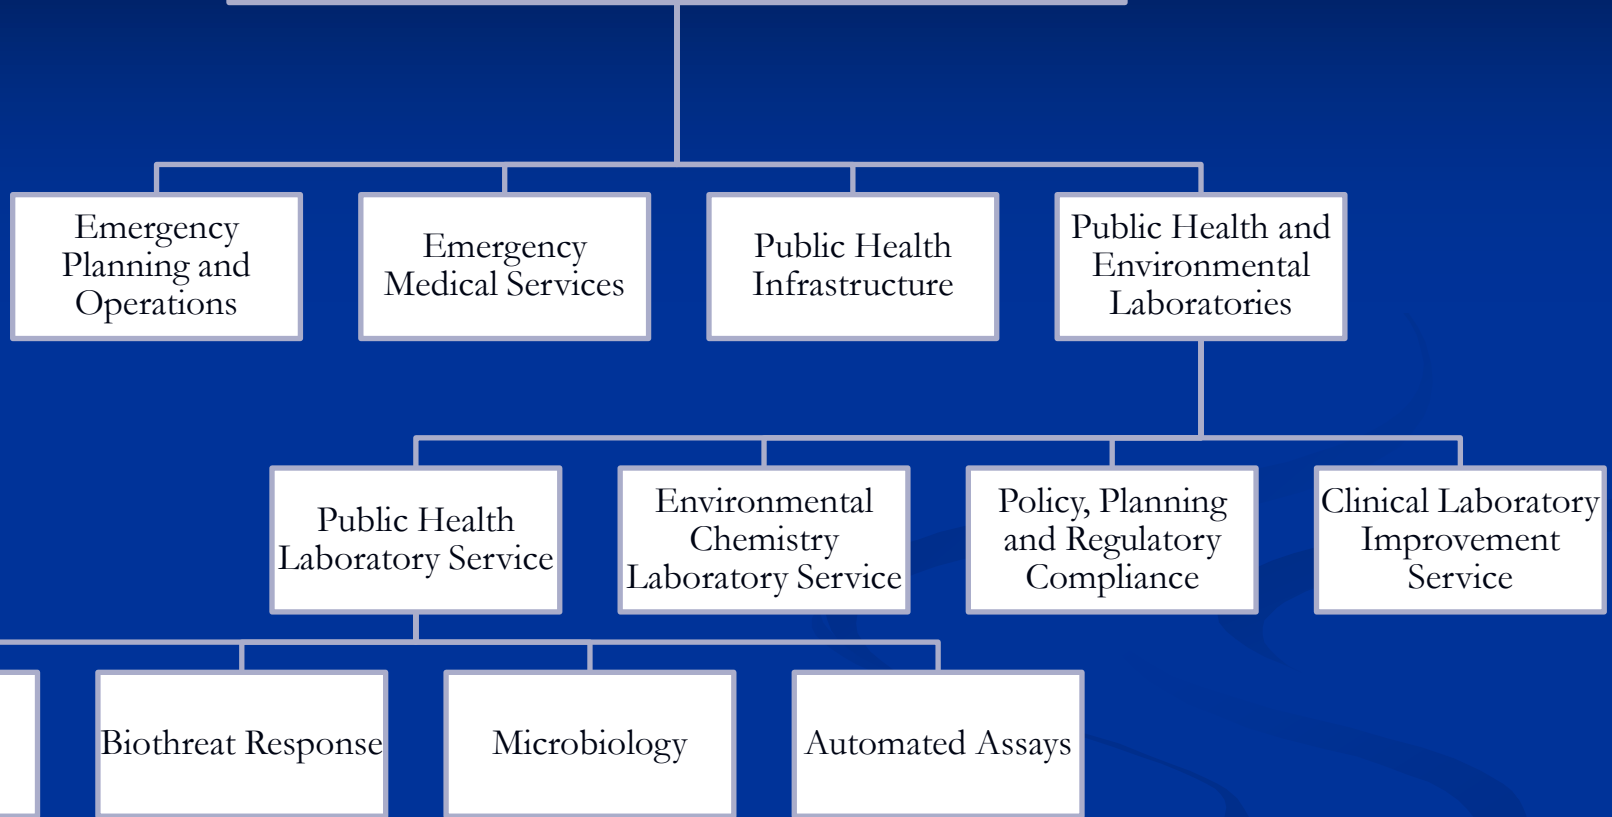 Emergency
Planning and
Operations
Emergency
Medical Services
Public Health
Infrastructure
Public Health and
Environmental
Laboratories
Public Health
Laboratory Service
Environmental
Chemistry
Laboratory Service
Policy, Planning
and Regulatory
Compliance
Clinical Laboratory
Improvement
Service
Biothreat Response
Microbiology
Automated Assays